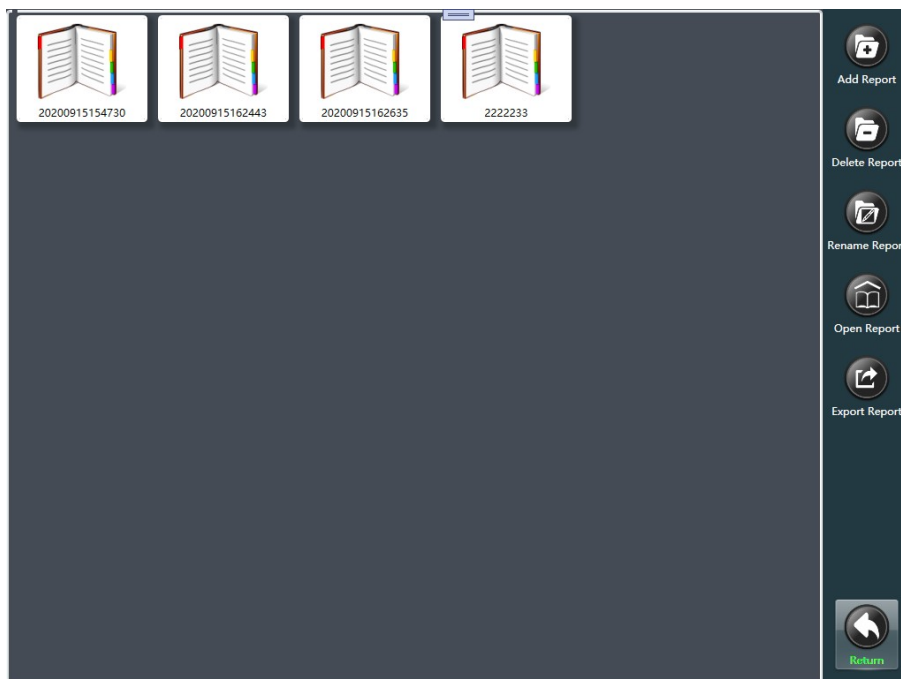 20200915154730
20200915162443
20200915162635
2222233
Add Report
Delete Report
Rename Repor
Open Report
Export Report
Return